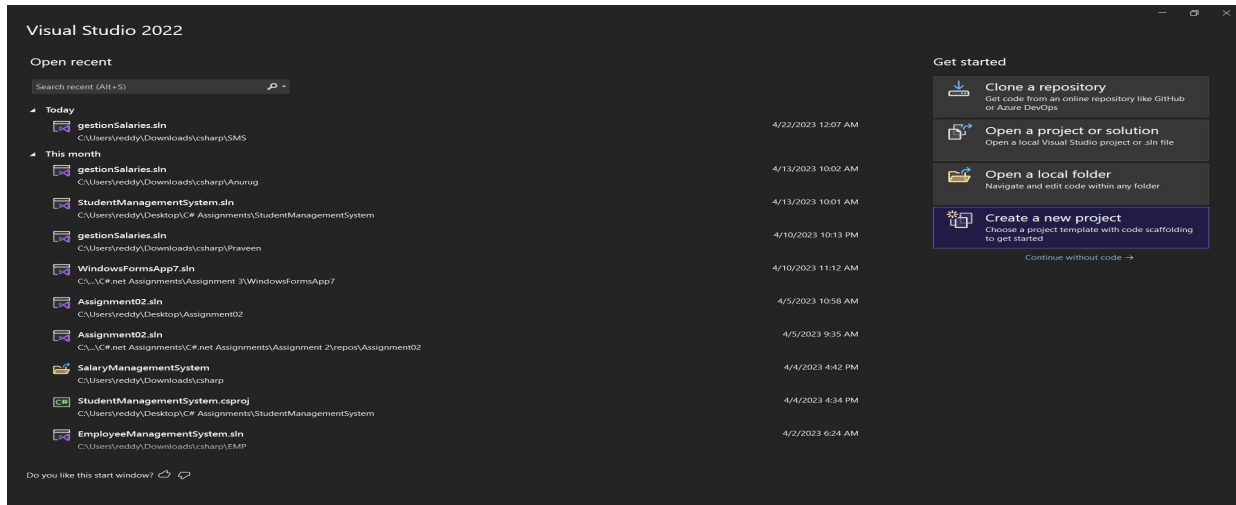 Visual Studio 2022
Open recent
Search recent (Alt+S)
Today
gestionSalaries.sln 4/22/2023 12:07 AM
C:\Users\reddy\Downloads\csharp\SMS
This month
gestionSalaries.sln 4/13/2023 10:02 AM
C:\Users\reddy\Downloads\csharp\Anurug
StudentManagementSystem.sln 4/13/2023 10:01 AM
C:\Users\reddy\Desktop\C# Assignments\StudentManagementSystem
gestionSalaries.sln 4/10/2023 10:13 PM
C:\Users\reddy\Downloads\csharp\Praveen
WindowsFormsApp7.sln 4/10/2023 11:12 AM
C:\...\C#.net Assignments\Assignment 3\WindowsFormsApp7
Assignment02.sln 4/5/2023 10:58 AM
C:\Users\reddy\Desktop\Assignment02
Assignment02.sln 4/5/2023 9:35 AM
C:\...\C#.net Assignments\C#.net Assignments\Assignment 2\repos\Assignment02
SalaryManagementSystem 4/4/2023 4:42 PM
C:\Users\reddy\Downloads\csharp
C# StudentManagementSystem.csproj 4/4/2023 4:34 PM
C:\Users\reddy\Desktop\C# Assignments\StudentManagementSystem
EmployeeManagementSystem.sln 4/2/2023 6:24 AM
C:\Users\reddy\Downloads\csharp\EMP
Do you like this start window?
Get started
Clone a repository
Get code from an online repository like GitHub
or Azure DevOps
Open a project or solution
Open a local Visual Studio project or .sln file
Open a local folder
Navigate and edit code within any folder
Create a new project
Choose a project template with code scaffolding
to get started
Continue without code →